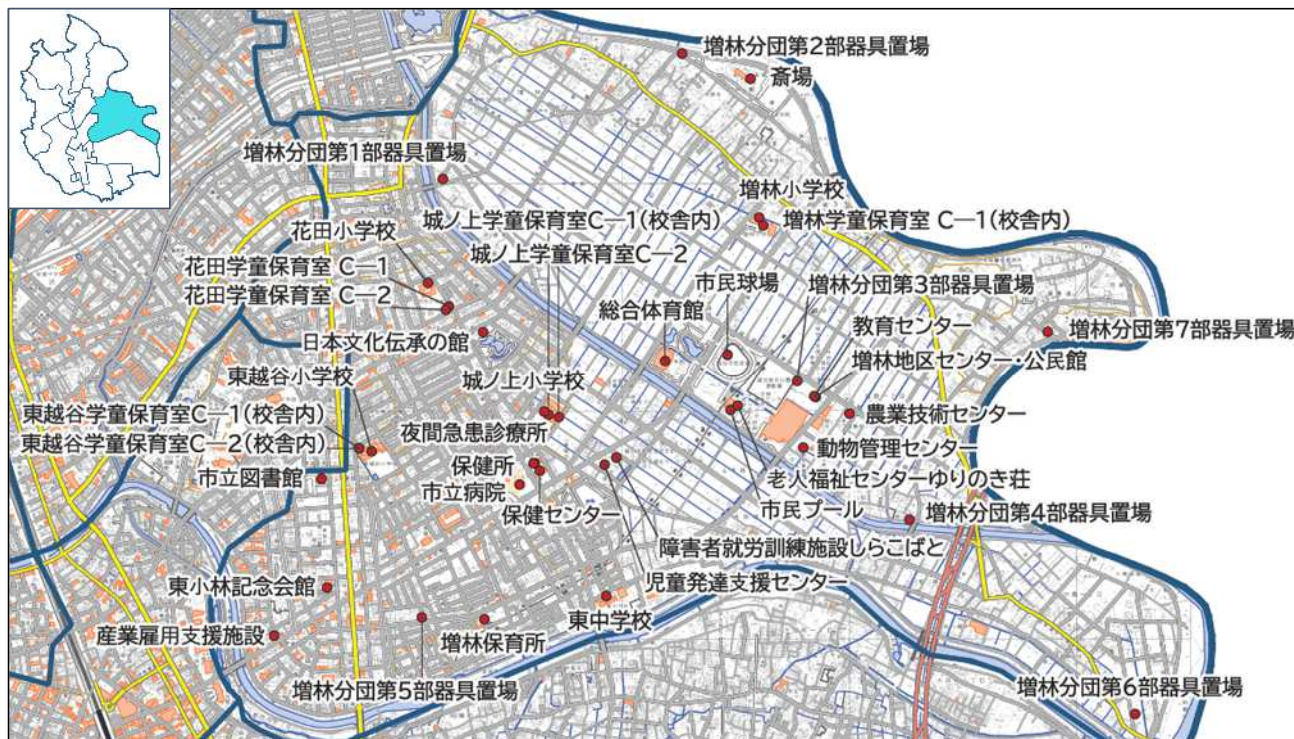 増林分団第2部器具置場
斎場
増林分団第1部器具置場
増林小学校
城ノ上学童保育室C―1(校舎内)
増林学童保育室 C―1(校舎内)
花田小学校
城ノ上学童保育室C―2
花田学童保育室 C―1
市民球場
増林分団第3部器具置場
花田学童保育室 C―2
総合体育館
教育センター
増林分団第7部器具置場
日本文化伝承の館
増林地区センター・公民館
東越谷小学校
城ノ上小学校
東越谷学童保育室C―1(校舎内)
農業技術センター
夜間急患診療所
東越谷学童保育室C―2(校舎内)
動物管理センター
保健所
市立図書館
老人福祉センターゆりのき荘
市立病院
市民プール
保健センター
増林分団第4部器具置場
障害者就労訓練施設しらこばと
東小林記念会館
児童発達支援センター
東中学校
産業雇用支援施設
増林保育所
増林分団第5部器具置場
増林分団第6部器具置場